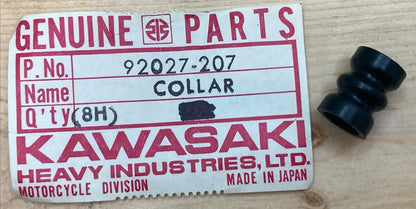 GENUINE PARTS
P. No. 92027-207
Name COLLAR
Q'ty (8H)
KAWASAKI
HEAVY INDUSTRIES, LTD.
MOTORCYCLE DIVISION MADE IN JAPAN